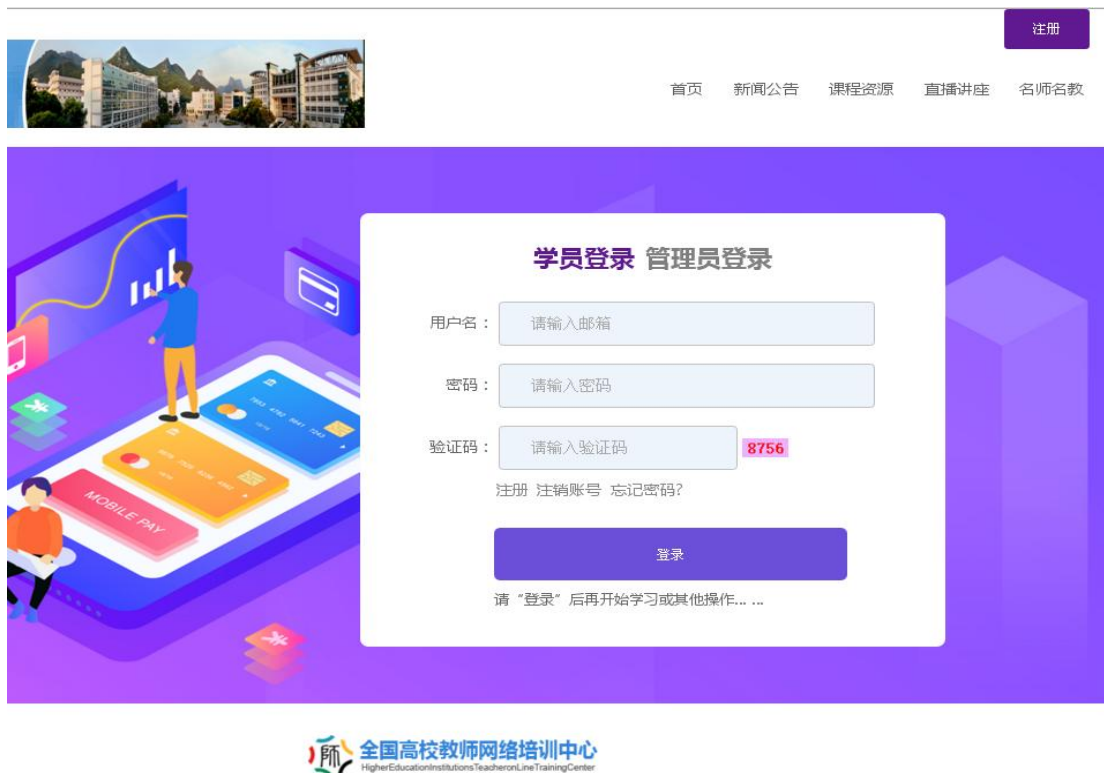 注册
首页 新闻公告 课程资源 直播讲座 名师名教
学员登录 管理员登录
用户名： 请输入邮箱
密码： 请输入密码
验证码： 请输入验证码 8756
注册 注销账号 忘记密码?
登录
请 "登录" 后再开始学习或其他操作... ...
MOBILE PAY
師 全国高校教师网络培训中心
HigherEducationInstitutionsTeacheronLineTrainingCenter